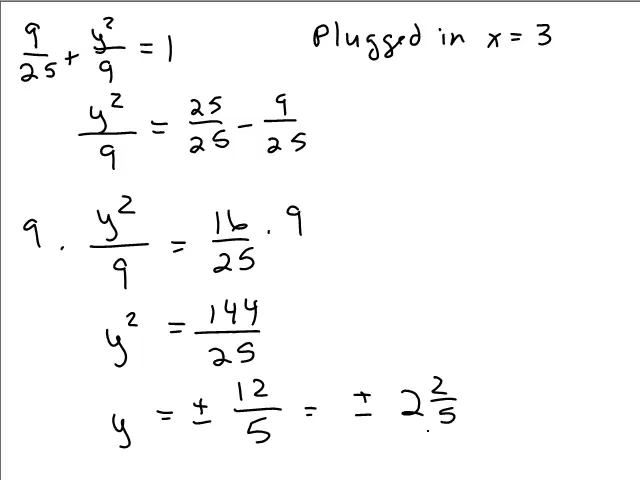 9/25 + y²/9 = 1 Plugged in x = 3
y²/9 = 25/25 - 9/25
9 · y²/9 = 16/25 · 9
y² = 144/25
y = ± 12/5 = ± 2 2/5